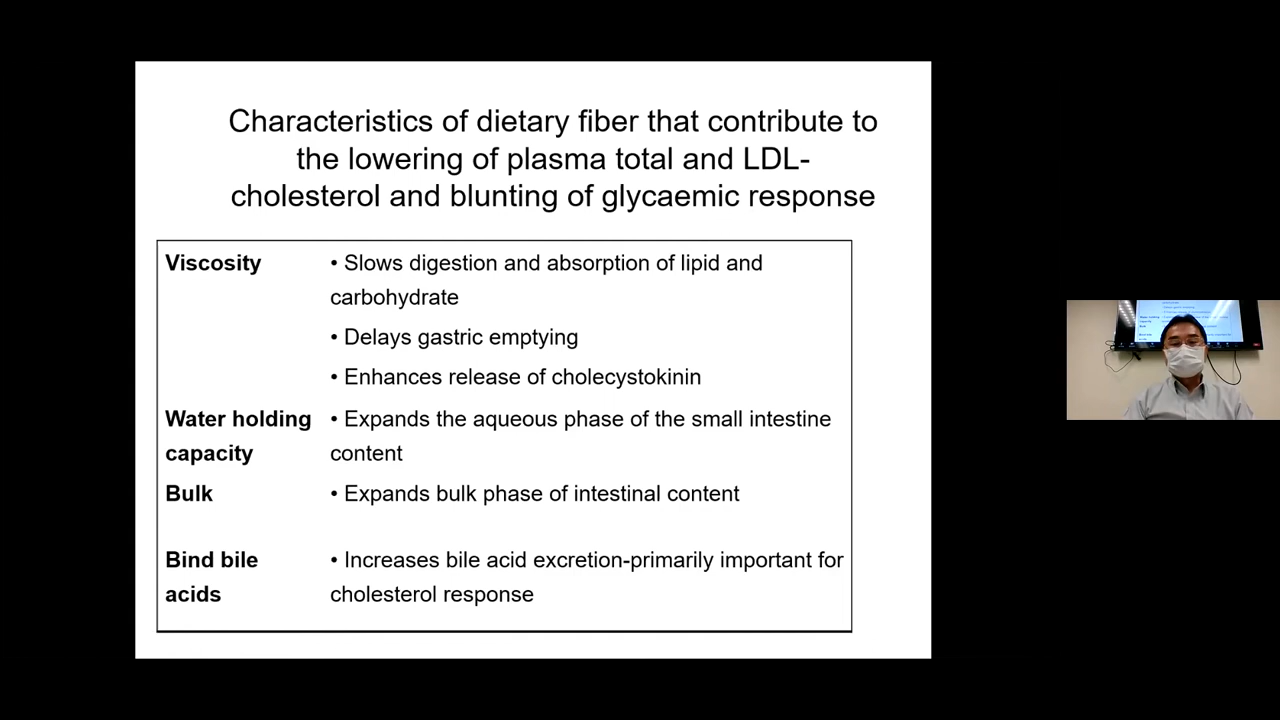 Characteristics of dietary fiber that contribute to
the lowering of plasma total and LDL-
cholesterol and blunting of glycaemic response
Viscosity • Slows digestion and absorption of lipid and
carbohydrate
• Delays gastric emptying
• Enhances release of cholecystokinin
Water holding • Expands the aqueous phase of the small intestine
capacity content
Bulk • Expands bulk phase of intestinal content
Bind bile • Increases bile acid excretion-primarily important for
acids cholesterol response